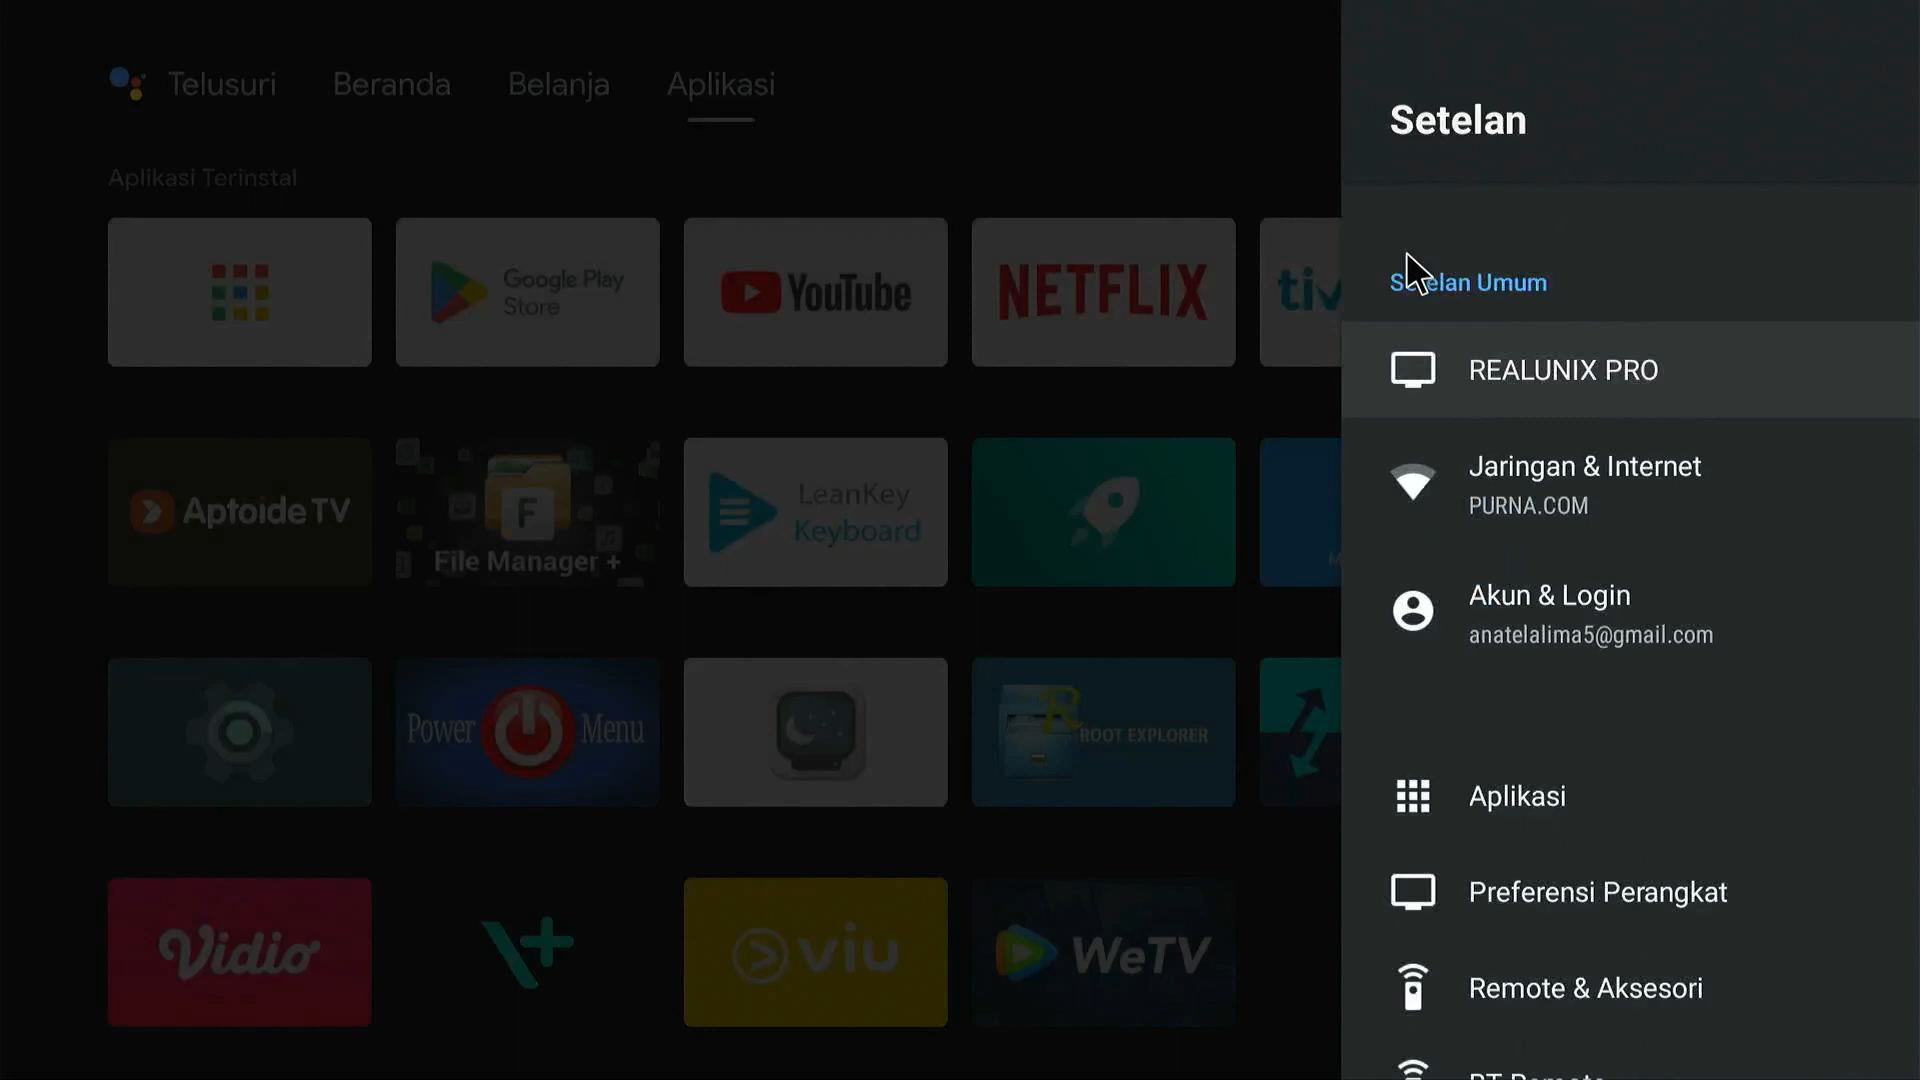 Telusuri
Beranda
Belanja
Aplikasi
Aplikasi Terinstal
Google Play
Store
YouTube
NETFLIX
Aptoide TV
F
File Manager +
LeanKey
Keyboard
Power
Menu
R
ROOT EXPLORER
Vidio
V+
viu
WeTV
Setelan
Setelan Umum
REALUNIX PRO
Jaringan & Internet
PURNA.COM
Akun & Login
anatelalima5@gmail.com
Aplikasi
Preferensi Perangkat
Remote & Aksesori